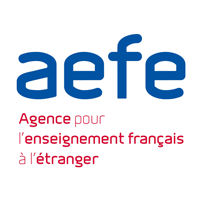 aefe
Agence pour
l'enseignement français
à l'étranger